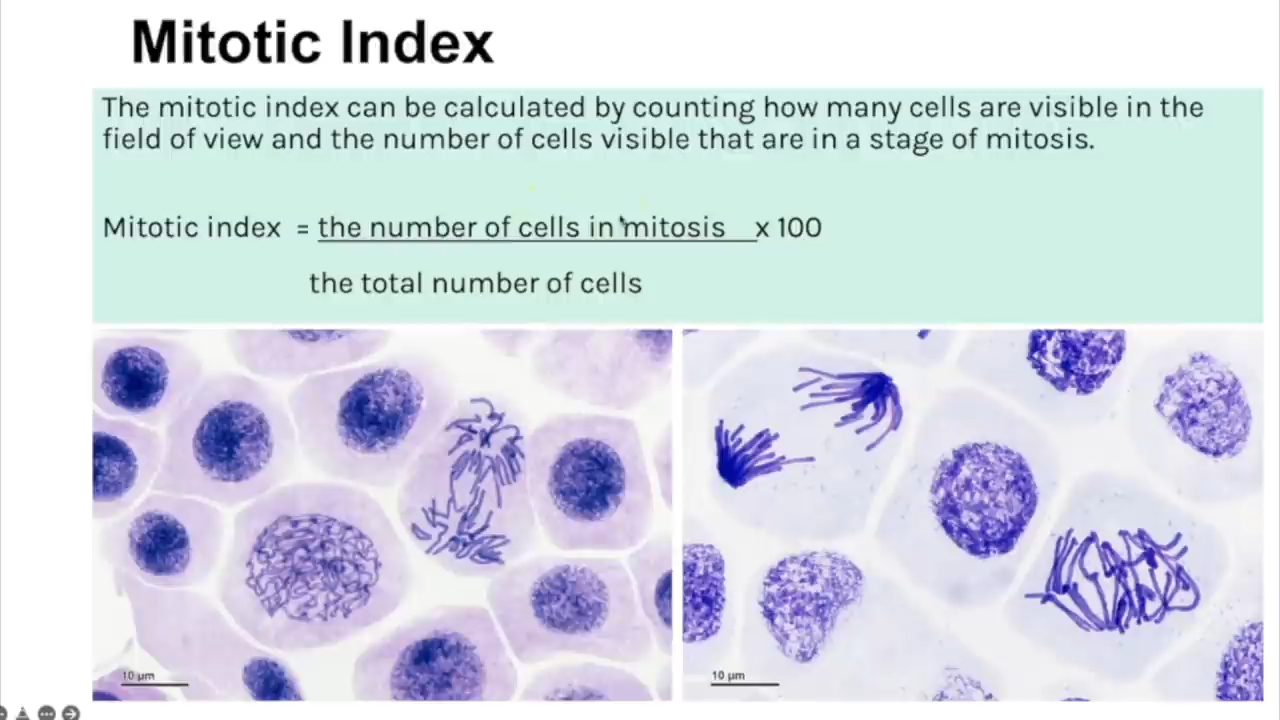 Mitotic Index
The mitotic index can be calculated by counting how many cells are visible in the
field of view and the number of cells visible that are in a stage of mitosis.
Mitotic index = the number of cells in mitosis x 100
the total number of cells
10 µm
10 µm